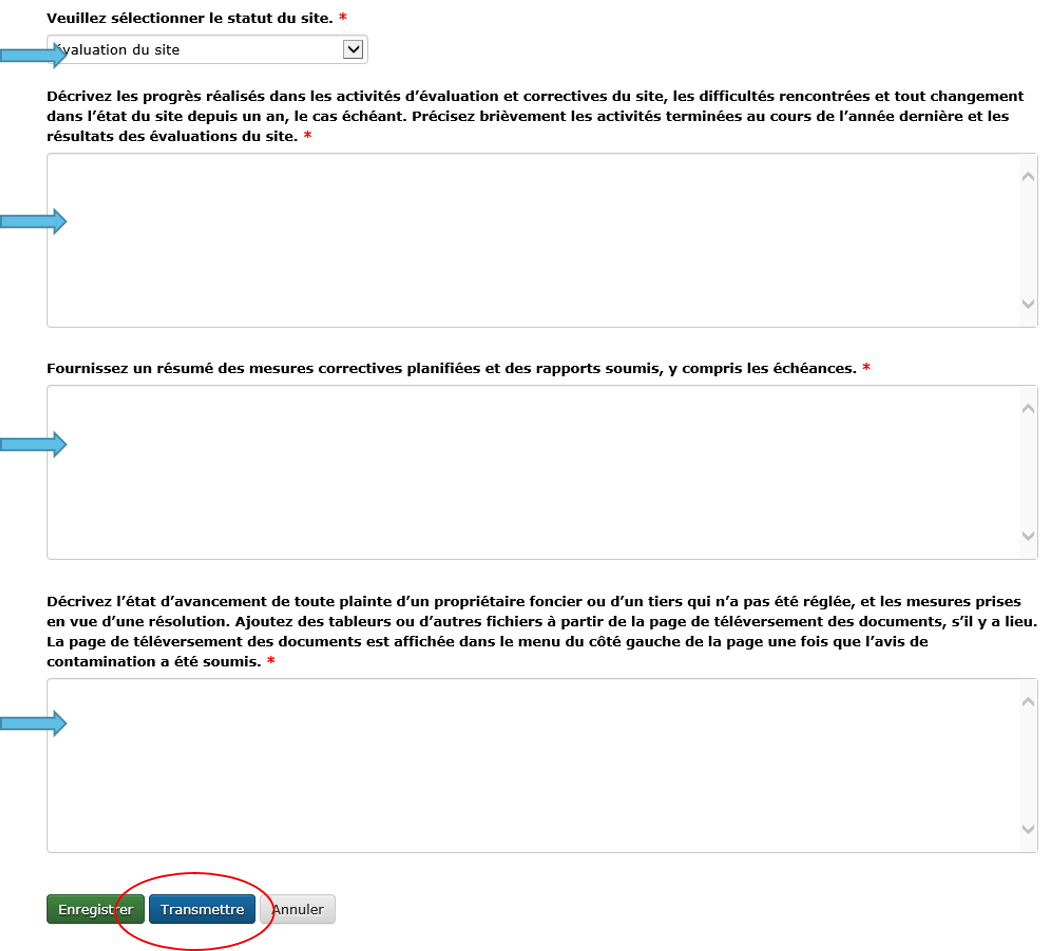 Veuillez sélectionner le statut du site. *
Évaluation du site
Décrivez les progrès réalisés dans les activités d’évaluation et correctives du site, les difficultés rencontrées et tout changement
dans l’état du site depuis un an, le cas échéant. Précisez brièvement les activités terminées au cours de l’année dernière et les
résultats des évaluations du site. *
Fournissez un résumé des mesures correctives planifiées et des rapports soumis, y compris les échéances. *
Décrivez l’état d’avancement de toute plainte d’un propriétaire foncier ou d’un tiers qui n’a pas été réglée, et les mesures prises
en vue d’une résolution. Ajoutez des tableurs ou d’autres fichiers à partir de la page de téléversement des documents, s’il y a lieu.
La page de téléversement des documents est affichée dans le menu du côté gauche de la page une fois que l’avis de
contamination a été soumis. *
Enregistrer Transmettre Annuler